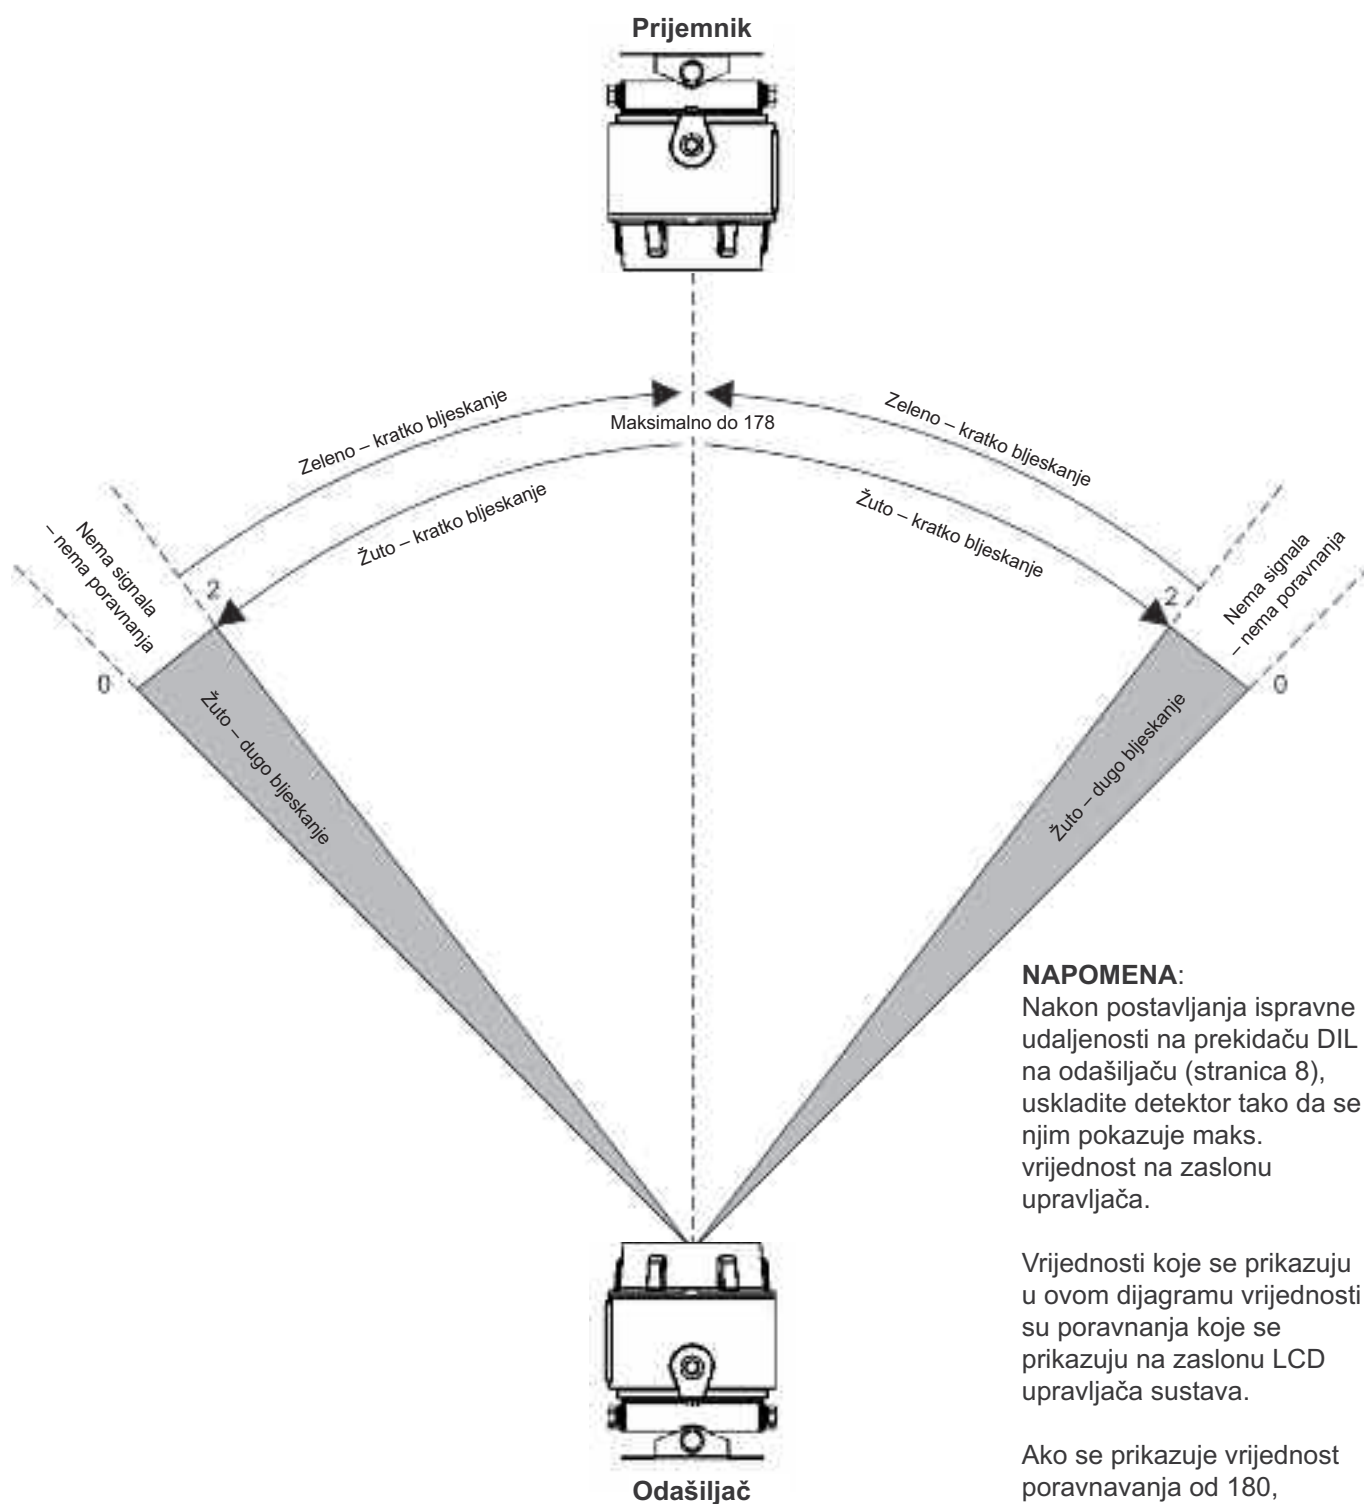 Prijemnik
Zeleno – kratko bljeskanje
Zeleno – kratko bljeskanje
Maksimalno do 178
Žuto – kratko bljeskanje
Žuto – kratko bljeskanje
Nema signala
– nema poravnanja
2
2
Nema signala
– nema poravnanja
0
0
Žuto – dugo bljeskanje
Žuto – dugo bljeskanje
NAPOMENA:
Nakon postavljanja ispravne
udaljenosti na prekidaču DIL
na odašiljaču (stranica 8),
uskladite detektor tako da se
njim pokazuje maks.
vrijednost na zaslonu
upravljača.
Vrijednosti koje se prikazuju
u ovom dijagramu vrijednosti
su poravnanja koje se
prikazuju na zaslonu LCD
upravljača sustava.
Ako se prikazuje vrijednost
poravnavanja od 180,
Odašiljač